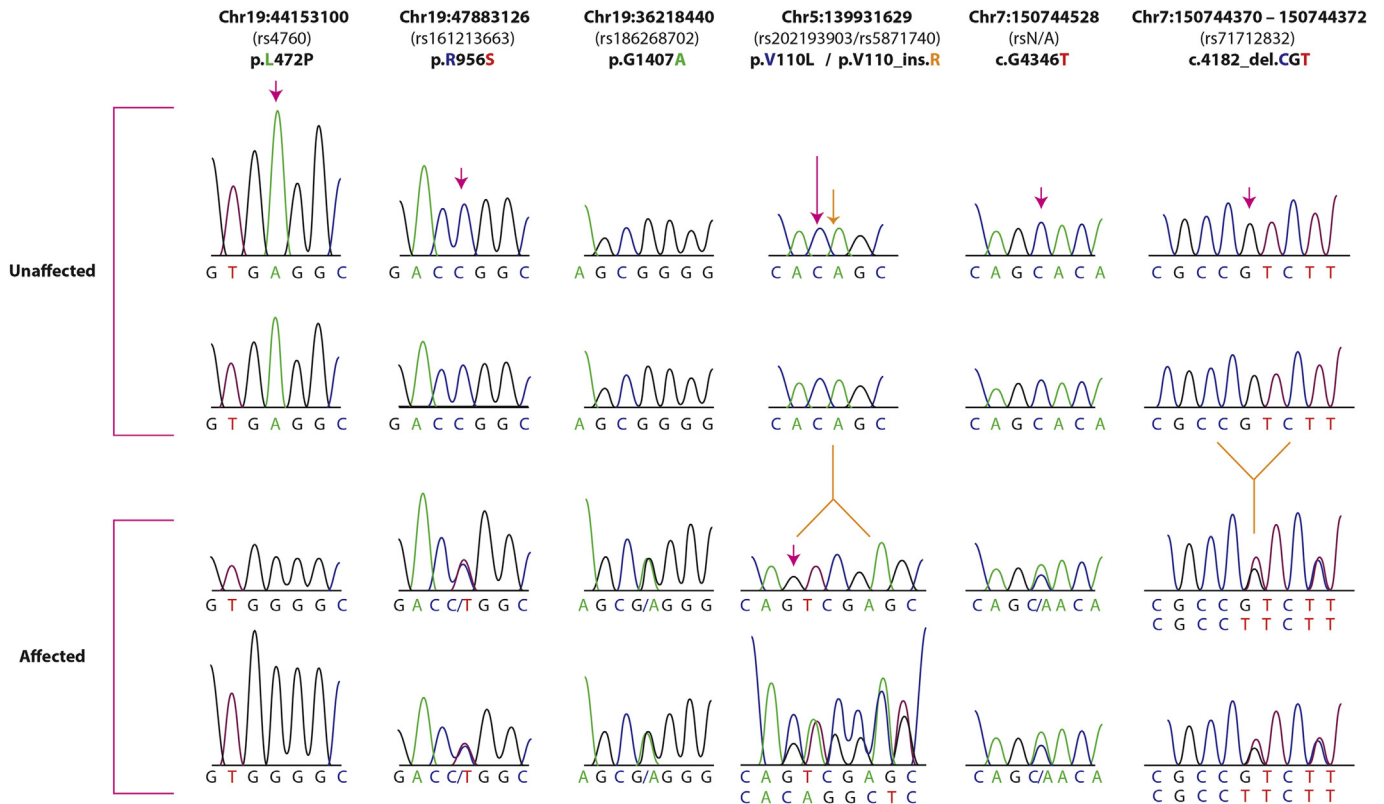 Chr19:44153100 Chr19:47883126 Chr19:36218440 Chr5:139931629 Chr7:150744528 Chr7:150744370 – 150744372
(rs4760) (rs161213663) (rs186268702) (rs202193903/rs5871740) (rsN/A) (rs71712832)
p.L472P p.R956S p.G1407A p.V110L / p.V110_ins.R c.G4346T c.4182_del.CGT
Unaffected
G T G A G G C G A C C G G C A G C G G G G C A C A G C C A G C A C A C G C C G T C T T
G T G A G G C G A C C G G C A G C G G G G C A C A G C C A G C A C A C G C C G T C T T
Affected
G T G G G G C G A C C/T G G C A G C G/A G G G C A G T C G A G C C A G C/A A C A C G C C G T C T T
C G C C T T C T T
G T G G G G C G A C C/T G G C A G C G/A G G G C A G T C G A G C C A G C/A A C A C G C C G T C T T
C A C A G G C T C C G C C T T C T T